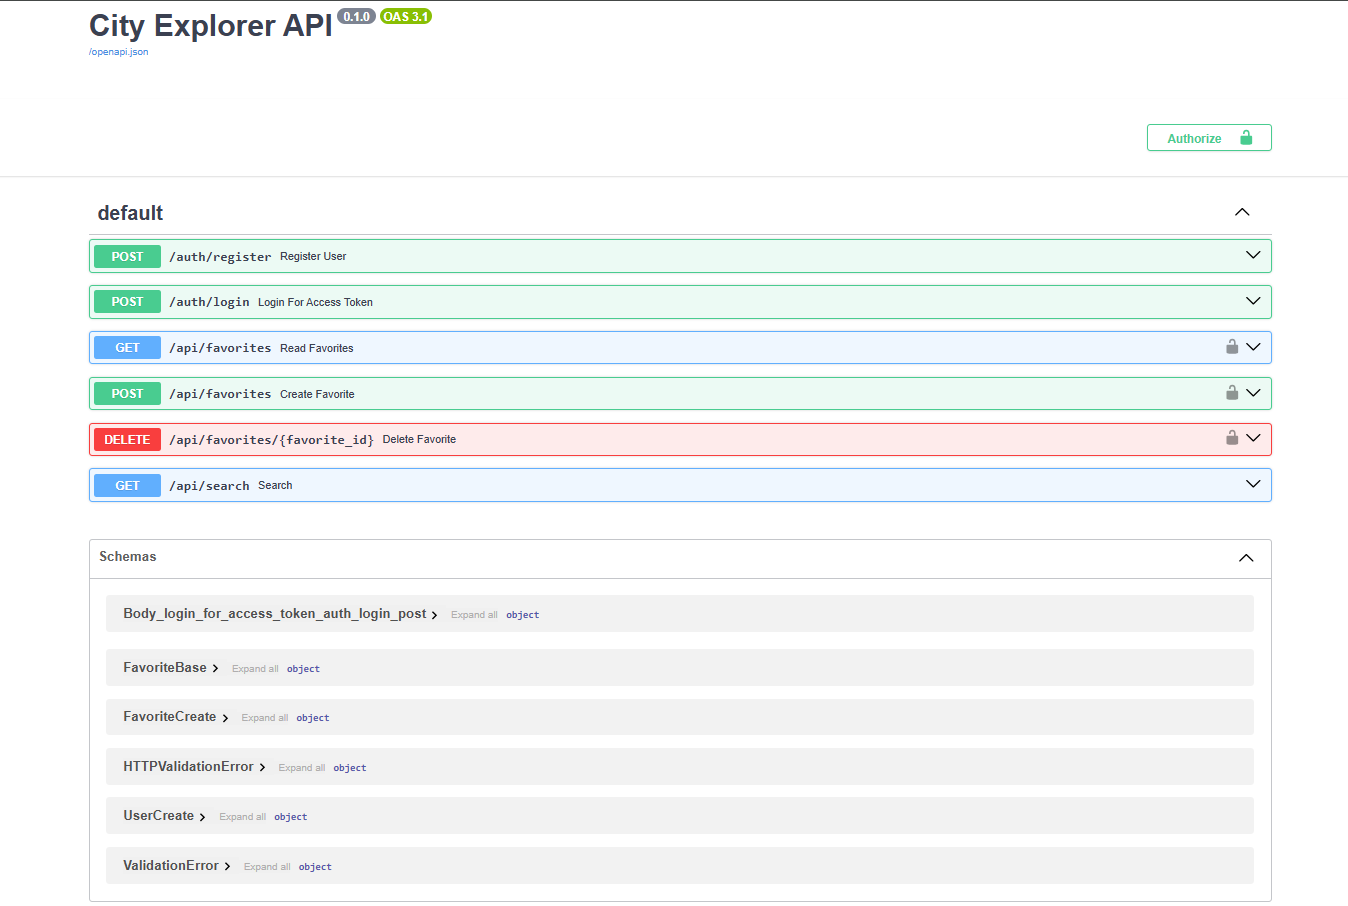 City Explorer API 0.1.0 OAS 3.1
/openapi.json
Authorize
default
POST /auth/register Register User
POST /auth/login Login For Access Token
GET /api/favorites Read Favorites
POST /api/favorites Create Favorite
DELETE /api/favorites/{favorite_id} Delete Favorite
GET /api/search Search
Schemas
Body_login_for_access_token_auth_login_post Expand all object
FavoriteBase Expand all object
FavoriteCreate Expand all object
HTTPValidationError Expand all object
UserCreate Expand all object
ValidationError Expand all object